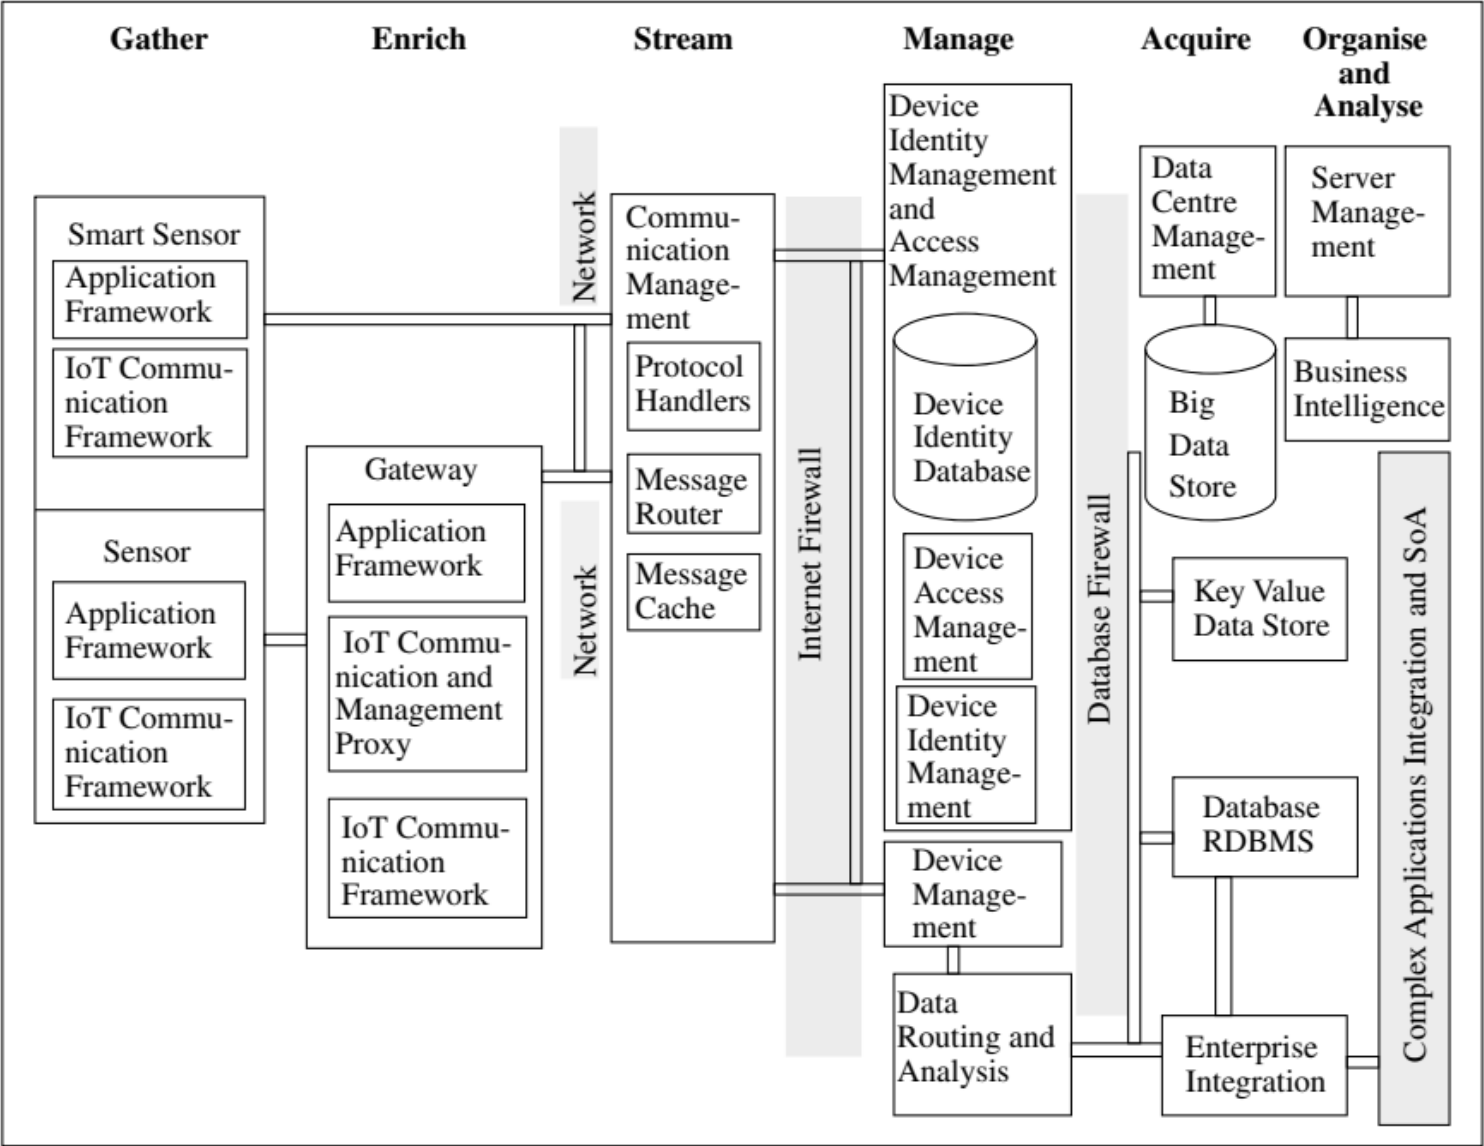 Gather
Enrich
Stream
Manage
Acquire
Organise
and
Analyse
Smart Sensor
Application
Framework
IoT Commu-
nication
Framework
Sensor
Application
Framework
IoT Commu-
nication
Framework
Gateway
Application
Framework
IoT Commu-
nication and
Management
Proxy
IoT Commu-
nication
Framework
Network
Network
Commu-
nication
Manage-
ment
Protocol
Handlers
Message
Router
Message
Cache
Internet Firewall
Device
Identity
Management
and
Access
Management
Device
Identity
Database
Device
Access
Manage-
ment
Device
Identity
Manage-
ment
Device
Manage-
ment
Data
Routing and
Analysis
Database Firewall
Data
Centre
Manage-
ment
Big
Data
Store
Key Value
Data Store
Database
RDBMS
Enterprise
Integration
Server
Manage-
ment
Business
Intelligence
Complex Applications Integration and SoA